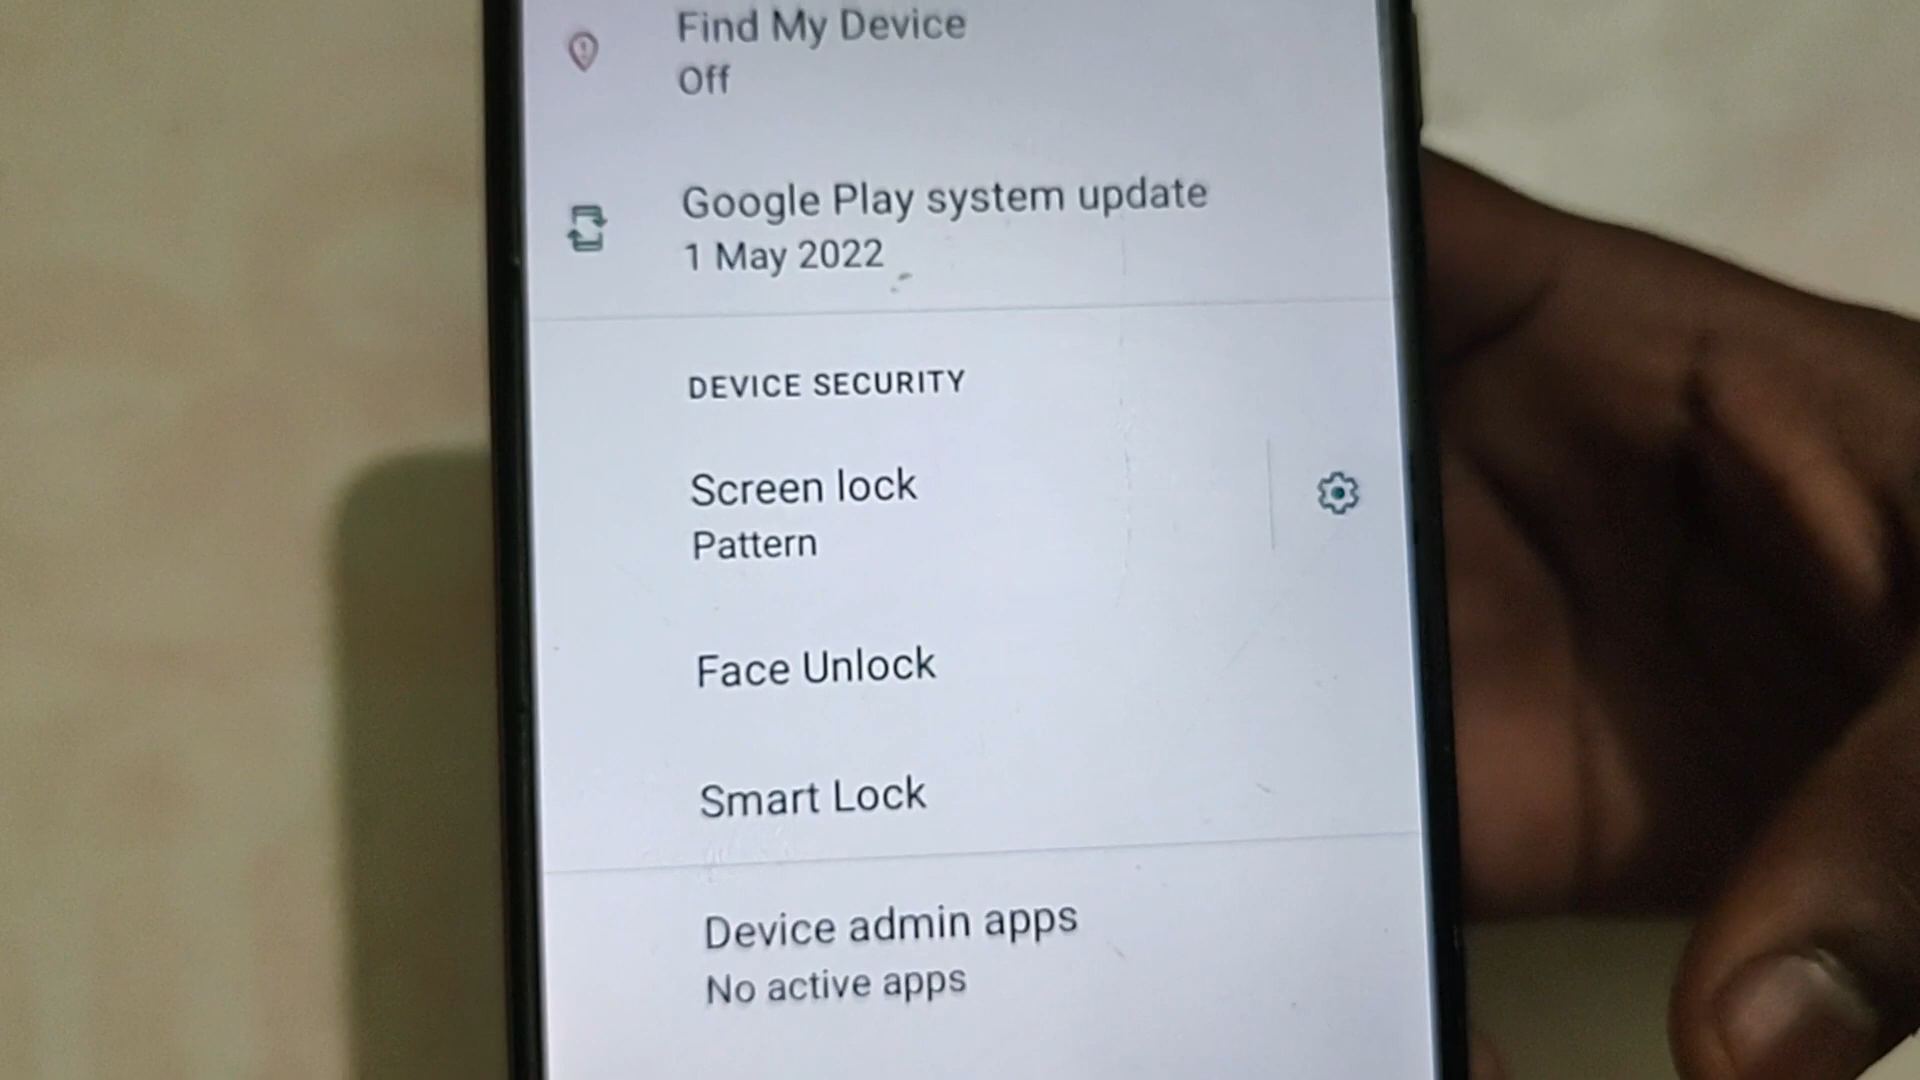 Find My Device
Off
Google Play system update
1 May 2022
DEVICE SECURITY
Screen lock
Pattern
Face Unlock
Smart Lock
Device admin apps
No active apps